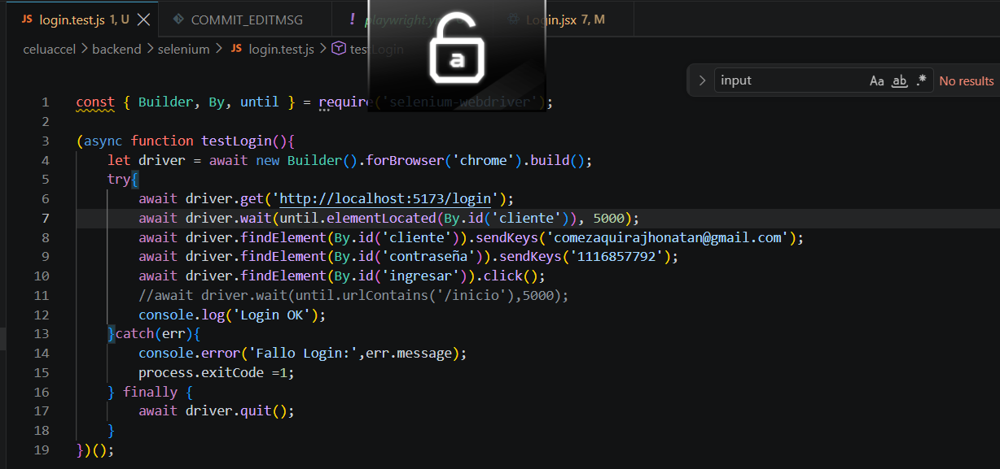 JS login.test.js 1, U
COMMIT_EDITMSG
! playwright.y
Login.jsx 7, M
celuaccel > backend > selenium > JS login.test.js > testLogin
a
input
Aa ab .*
No results
1 const { Builder, By, until } = require('selenium-webdriver');
2
3 (async function testLogin(){
4 let driver = await new Builder().forBrowser('chrome').build();
5 try{
6 await driver.get('http://localhost:5173/login');
7 await driver.wait(until.elementLocated(By.id('cliente')), 5000);
8 await driver.findElement(By.id('cliente')).sendKeys('comezaquirajhonatan@gmail.com');
9 await driver.findElement(By.id('contraseña')).sendKeys('1116857792');
10 await driver.findElement(By.id('ingresar')).click();
11 //await driver.wait(until.urlContains('/inicio'),5000);
12 console.log('Login OK');
13 }catch(err){
14 console.error('Fallo Login:',err.message);
15 process.exitCode =1;
16 } finally {
17 await driver.quit();
18 }
19 })();